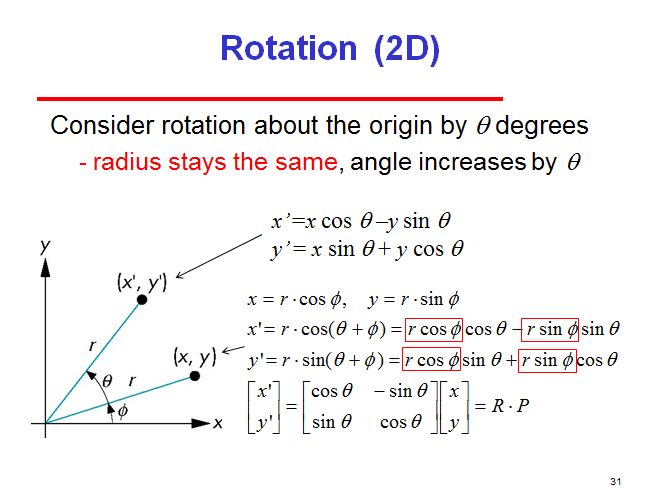 Rotation (2D)
Consider rotation about the origin by θ degrees
- radius stays the same, angle increases by θ
x’=x cos θ–y sin θ
y’= x sin θ + y cos θ
y
(x', y')
(x, y)
r
θ r
ϕ
x
x = r · cos ϕ, y = r · sin ϕ
x' = r · cos(θ + ϕ) = r cos ϕ cos θ − r sin ϕ sin θ
y' = r · sin(θ + ϕ) = r cos ϕ sin θ + r sin ϕ cos θ
[x'] = [cos θ − sin θ] [x] = R · P
[y'] [sin θ cos θ] [y]
31